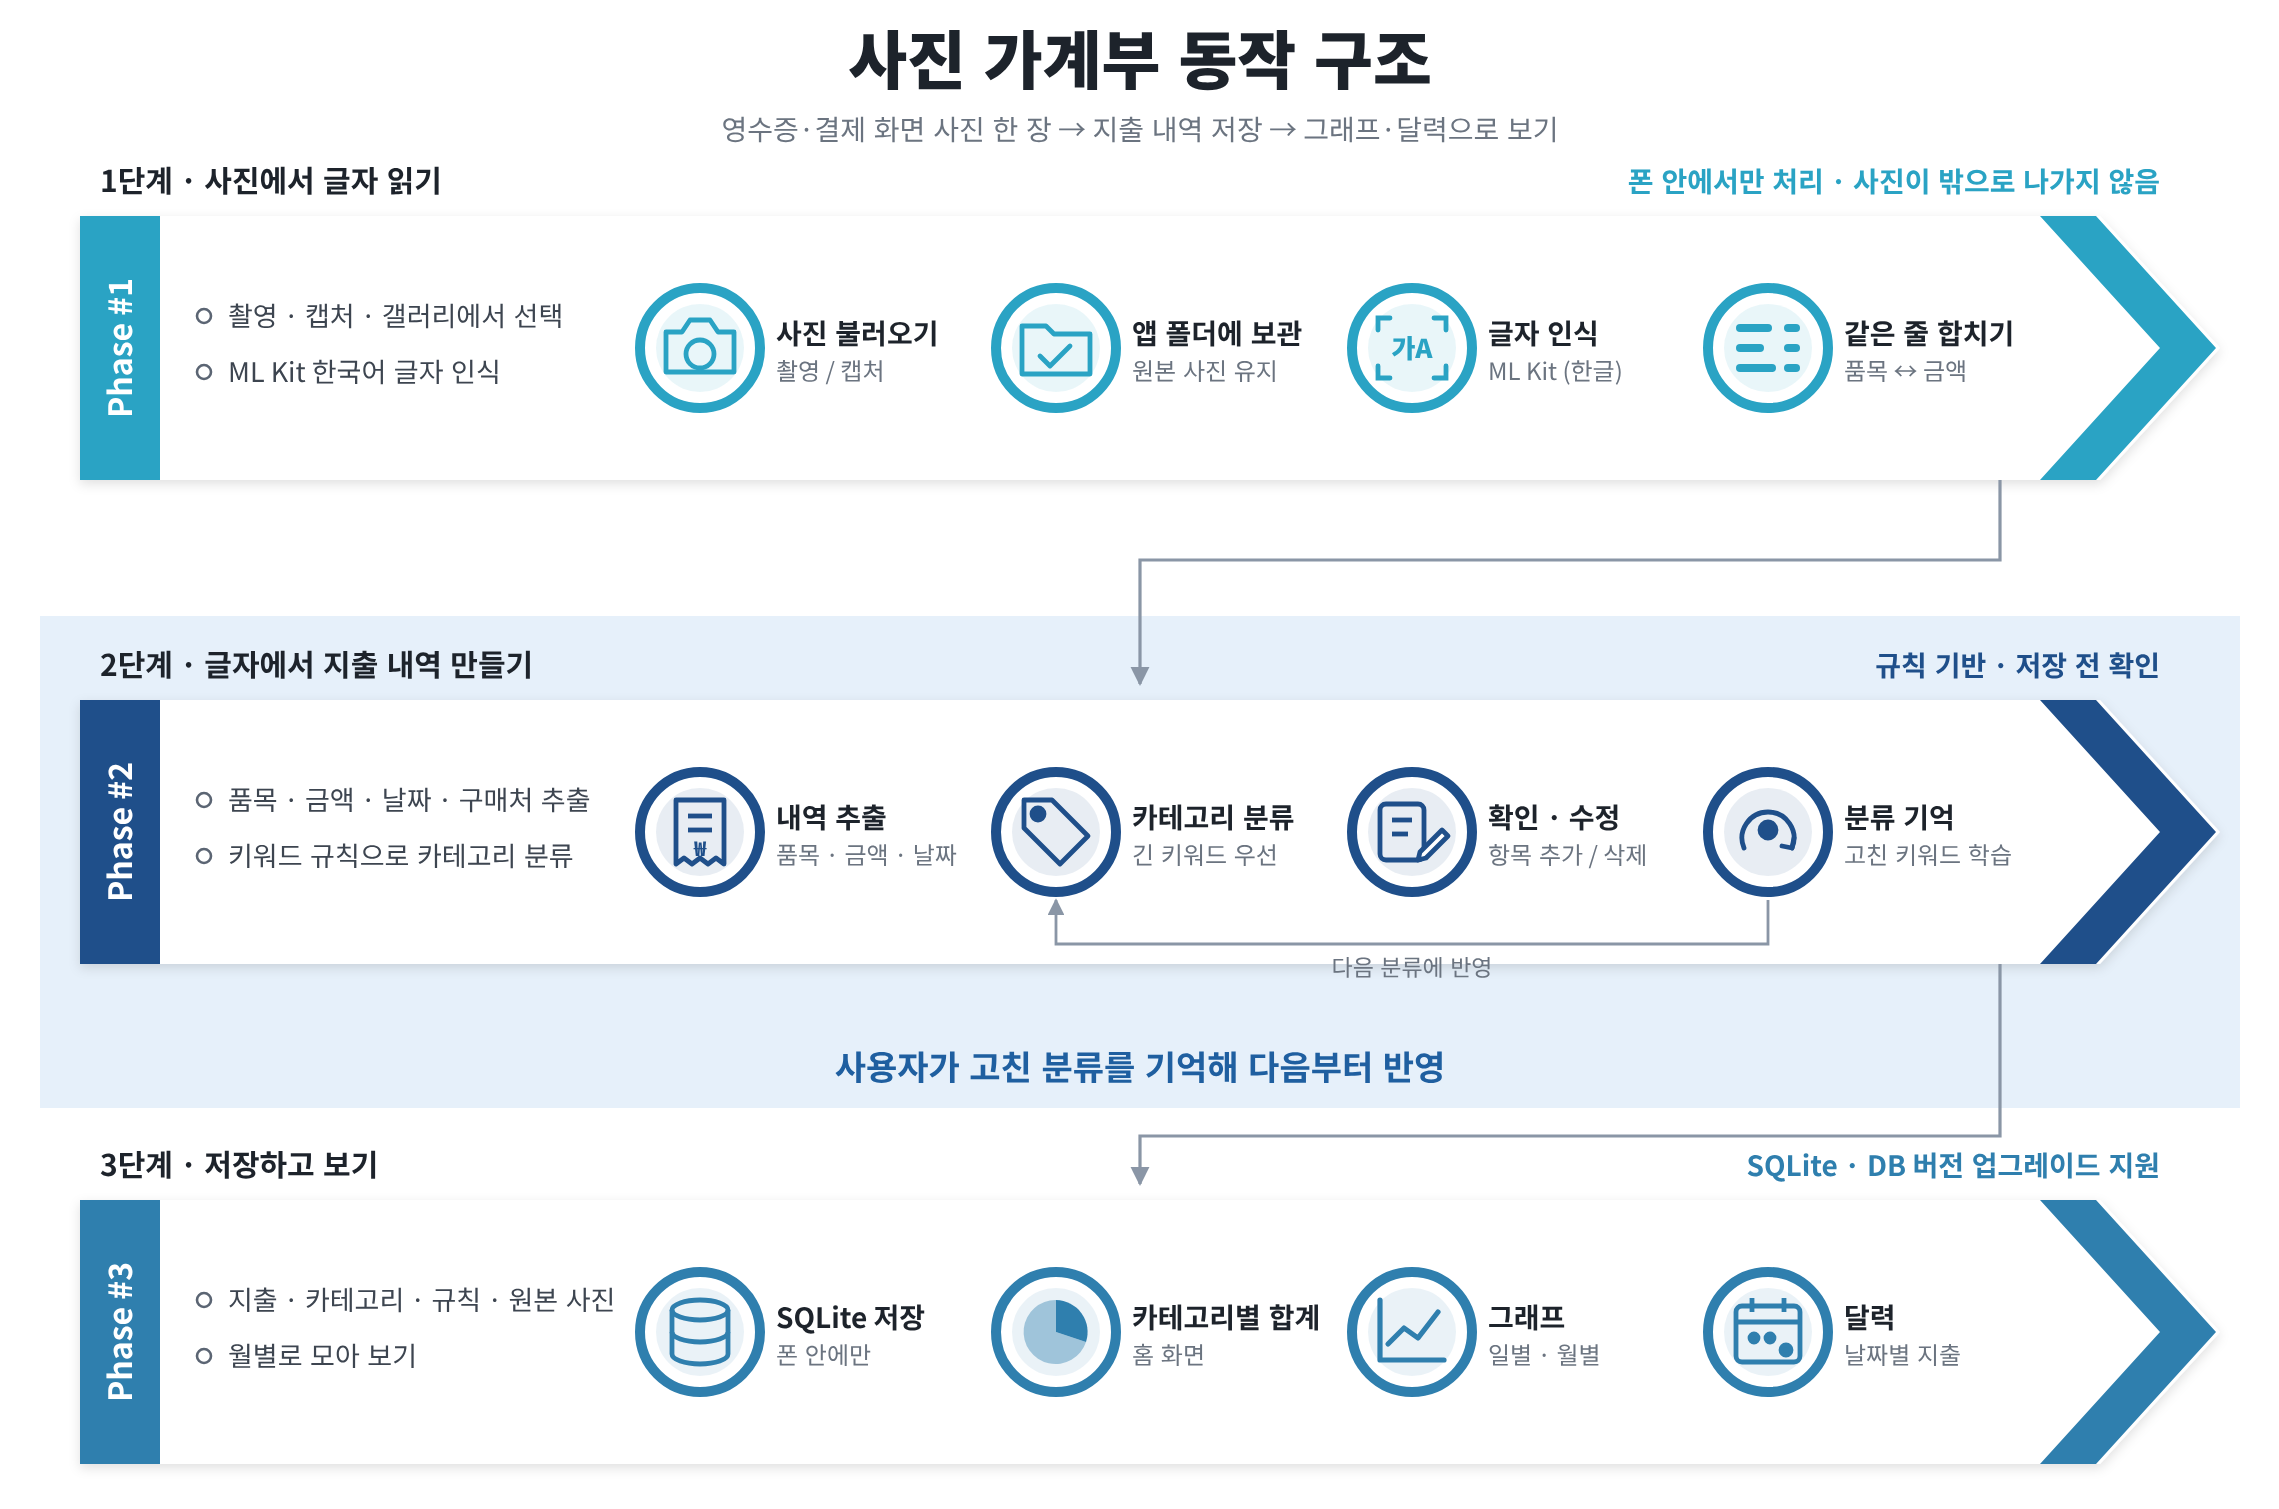 사진 가계부 동작 구조
영수증·결제 화면 사진 한 장 → 지출 내역 저장 → 그래프·달력으로 보기
1단계 · 사진에서 글자 읽기
폰 안에서만 처리 · 사진이 밖으로 나가지 않음
Phase #1
촬영 · 캡처 · 갤러리에서 선택
ML Kit 한국어 글자 인식
사진 불러오기
촬영 / 캡처
앱 폴더에 보관
원본 사진 유지
가A
글자 인식
ML Kit (한글)
같은 줄 합치기
품목 ↔ 금액
2단계 · 글자에서 지출 내역 만들기
규칙 기반 · 저장 전 확인
Phase #2
품목 · 금액 · 날짜 · 구매처 추출
키워드 규칙으로 카테고리 분류
₩
내역 추출
품목 · 금액 · 날짜
카테고리 분류
긴 키워드 우선
확인 · 수정
항목 추가 / 삭제
분류 기억
고친 키워드 학습
다음 분류에 반영
사용자가 고친 분류를 기억해 다음부터 반영
3단계 · 저장하고 보기
SQLite · DB 버전 업그레이드 지원
Phase #3
지출 · 카테고리 · 규칙 · 원본 사진
월별로 모아 보기
SQLite 저장
폰 안에만
카테고리별 합계
홈 화면
그래프
일별 · 월별
달력
날짜별 지출